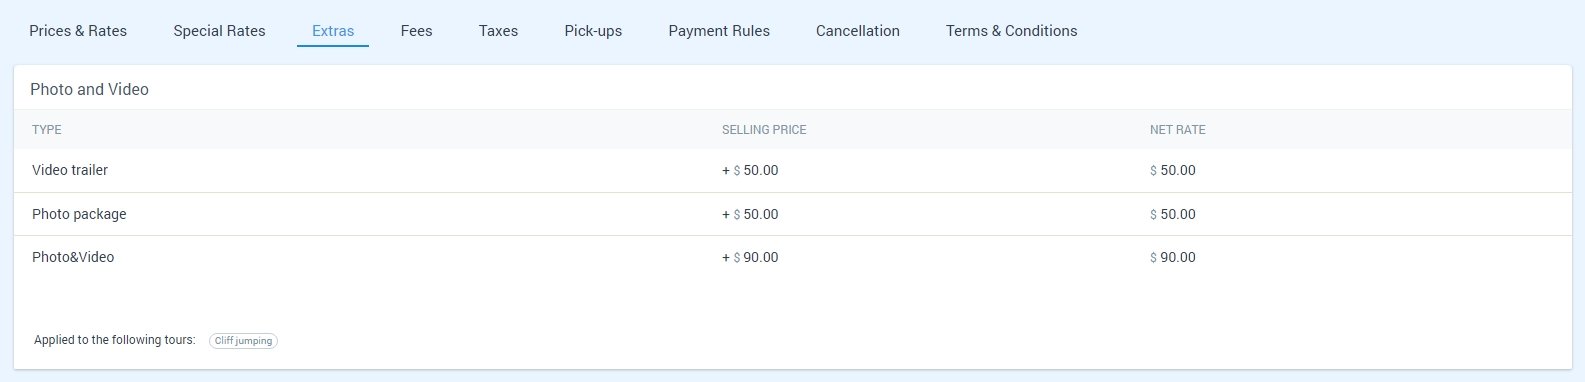 Prices & Rates Special Rates Extras Fees Taxes Pick-ups Payment Rules Cancellation Terms & Conditions
Photo and Video
TYPE SELLING PRICE NET RATE
Video trailer + $ 50.00 $ 50.00
Photo package + $ 50.00 $ 50.00
Photo&Video + $ 90.00 $ 90.00
Applied to the following tours: Cliff jumping